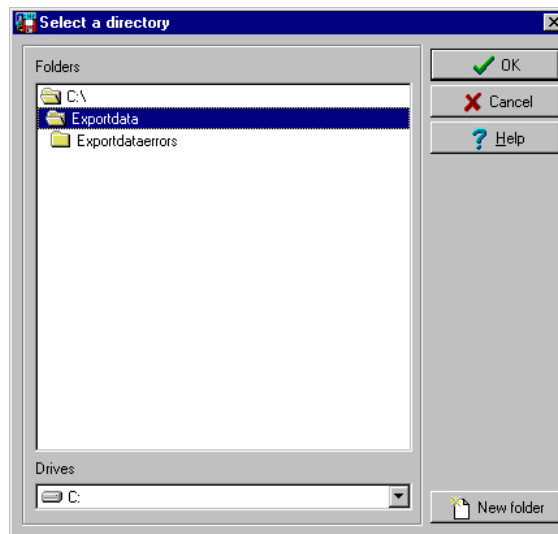 Select a directory
Folders
C:\
Exportdata
Exportdataerrors
Drives
C:
OK
Cancel
Help
New folder